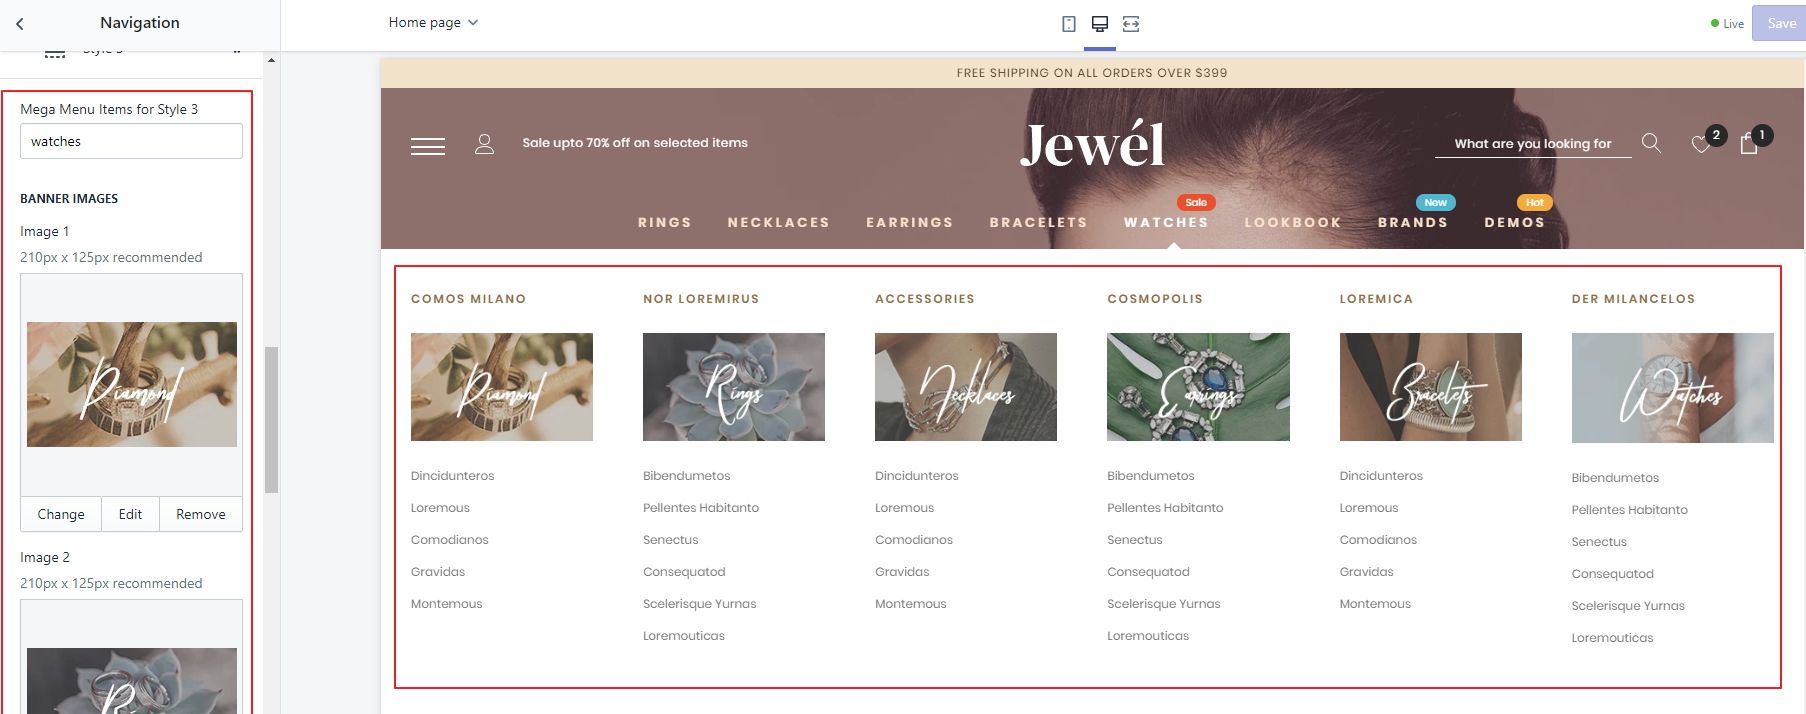 Navigation
Home page
Live
Save
Style 3
Mega Menu Items for Style 3
watches
BANNER IMAGES
Image 1
210px x 125px recommended
Diamond
Change Edit Remove
Image 2
210px x 125px recommended
FREE SHIPPING ON ALL ORDERS OVER $399
Sale upto 70% off on selected items
Jewél
What are you looking for
2
1
Sale New Hot
RINGS NECKLACES EARRINGS BRACELETS WATCHES LOOKBOOK BRANDS DEMOS
COMOS MILANO
Diamond
Dincidunteros
Loremous
Comodianos
Gravidas
Montemous
NOR LOREMIRUS
Rings
Bibendumetos
Pellentes Habitanto
Senectus
Consequatod
Scelerisque Yurnas
Loremouticas
ACCESSORIES
Necklaces
Dincidunteros
Loremous
Comodianos
Gravidas
Montemous
COSMOPOLIS
Earrings
Bibendumetos
Pellentes Habitanto
Senectus
Consequatod
Scelerisque Yurnas
Loremouticas
LOREMICA
Bracelets
Dincidunteros
Loremous
Comodianos
Gravidas
Montemous
DER MILANCELOS
Watches
Bibendumetos
Pellentes Habitanto
Senectus
Consequatod
Scelerisque Yurnas
Loremouticas